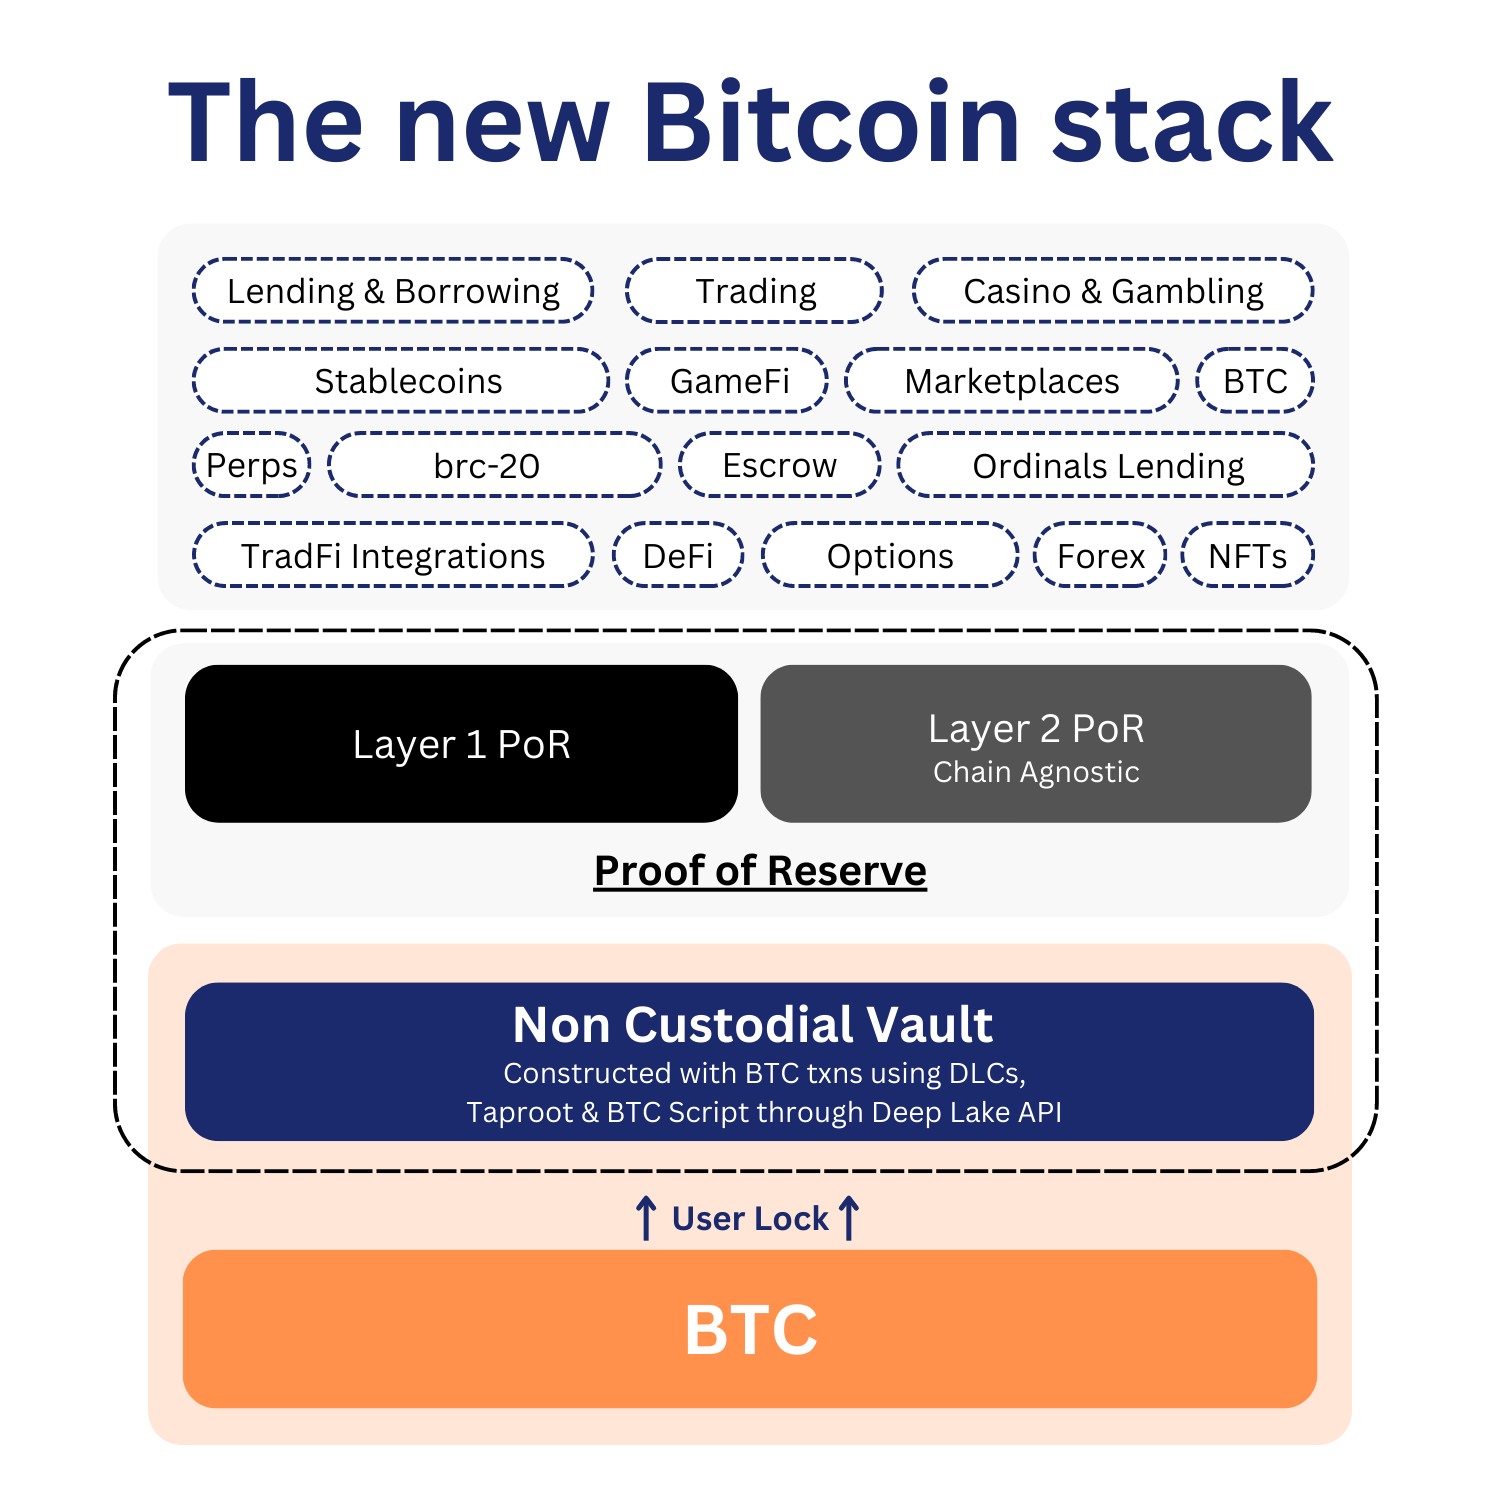 The new Bitcoin stack
Lending & Borrowing
Trading
Casino & Gambling
Stablecoins
GameFi
Marketplaces
BTC
Perps
brc-20
Escrow
Ordinals Lending
TradFi Integrations
DeFi
Options
Forex
NFTs
Layer 1 PoR
Layer 2 PoR
Chain Agnostic
Proof of Reserve
Non Custodial Vault
Constructed with BTC txns using DLCs,
Taproot & BTC Script through Deep Lake API
User Lock
BTC